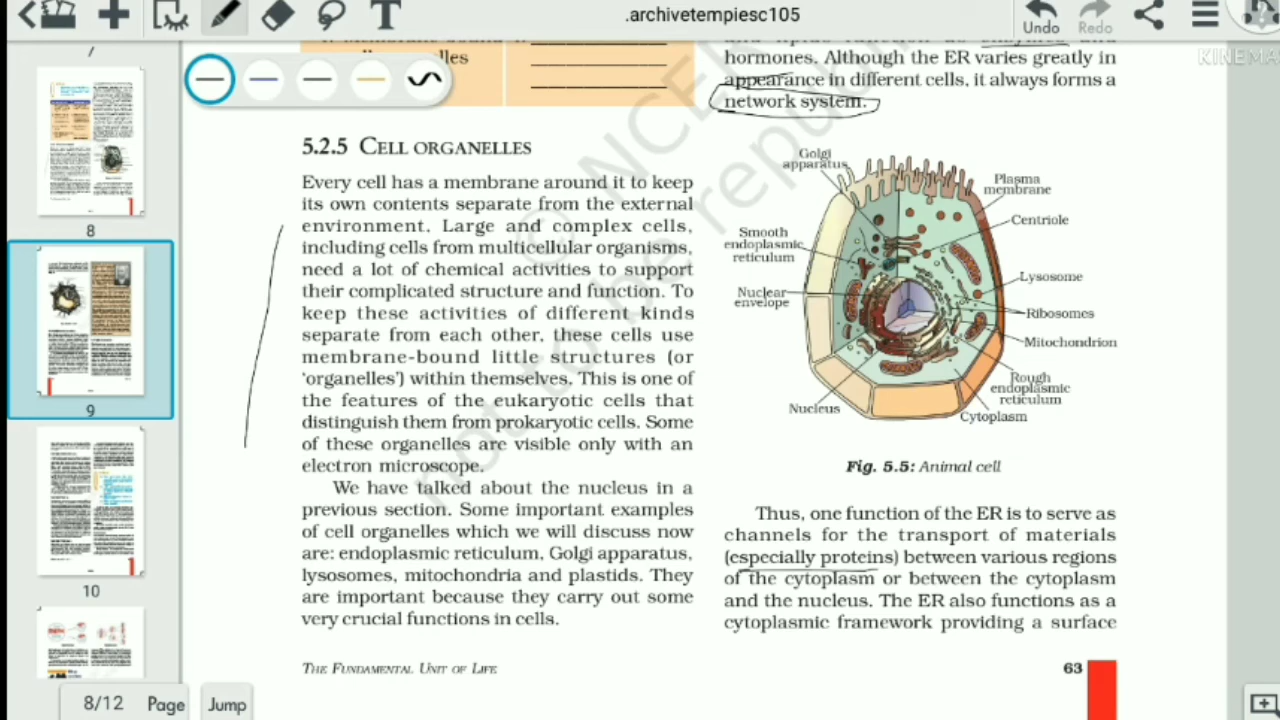 .archivetempiesc105
Undo
Redo
KINEMA
lles
hormones. Although the ER varies greatly in
appearance in different cells, it always forms a
network system.
5.2.5 CELL ORGANELLES
Every cell has a membrane around it to keep
its own contents separate from the external
environment. Large and complex cells,
including cells from multicellular organisms,
need a lot of chemical activities to support
their complicated structure and function. To
keep these activities of different kinds
separate from each other, these cells use
membrane-bound little structures (or
‘organelles’) within themselves. This is one of
the features of the eukaryotic cells that
distinguish them from prokaryotic cells. Some
of these organelles are visible only with an
electron microscope.
We have talked about the nucleus in a
previous section. Some important examples
of cell organelles which we will discuss now
are: endoplasmic reticulum, Golgi apparatus,
lysosomes, mitochondria and plastids. They
are important because they carry out some
very crucial functions in cells.
Golgi
apparatus
Plasma
membrane
Centriole
Smooth
endoplasmic
reticulum
Lysosome
Nuclear
envelope
Ribosomes
Mitochondrion
Rough
endoplasmic
reticulum
Nucleus
Cytoplasm
Fig. 5.5: Animal cell
Thus, one function of the ER is to serve as
channels for the transport of materials
(especially proteins) between various regions
of the cytoplasm or between the cytoplasm
and the nucleus. The ER also functions as a
cytoplasmic framework providing a surface
THE FUNDAMENTAL UNIT OF LIFE
63
8
9
10
8/12 Page Jump
© NCER
not to be republ